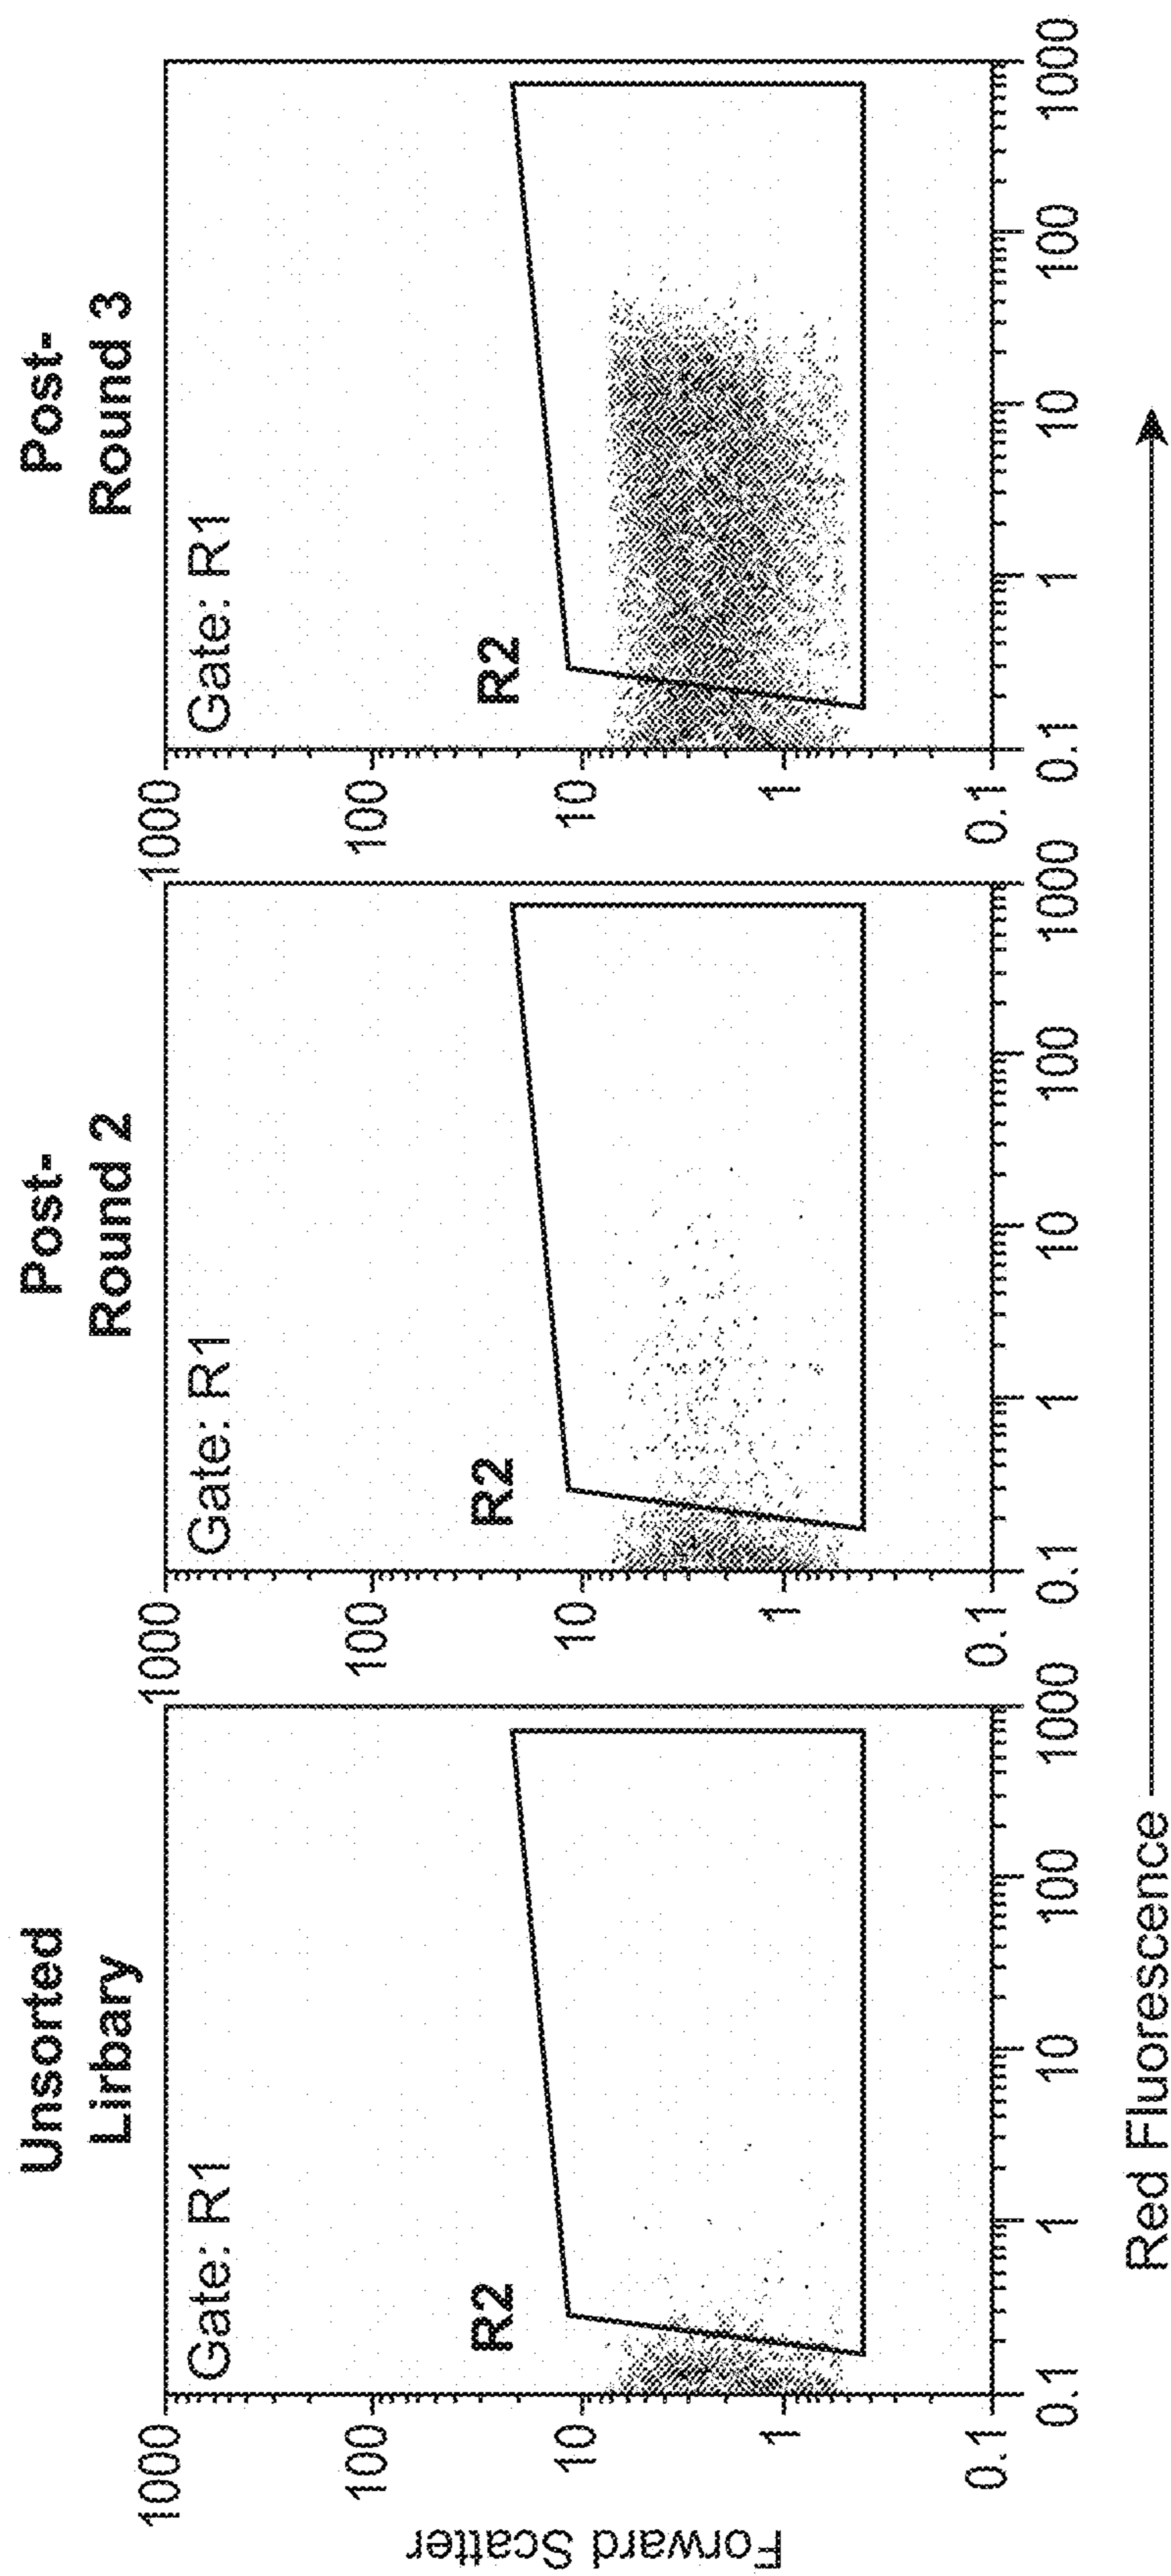 Unsorted
Lirbary
Post-
Round 2
Post-
Round 3
Forward Scatter
1000
100
10
1
0.1
Gate: R1
R2
0.1
1
10
100
1000
1000
100
10
1
0.1
Gate: R1
R2
0.1
1
10
100
1000
1000
100
10
1
0.1
Gate: R1
R2
0.1
1
10
100
1000
Red Fluorescence